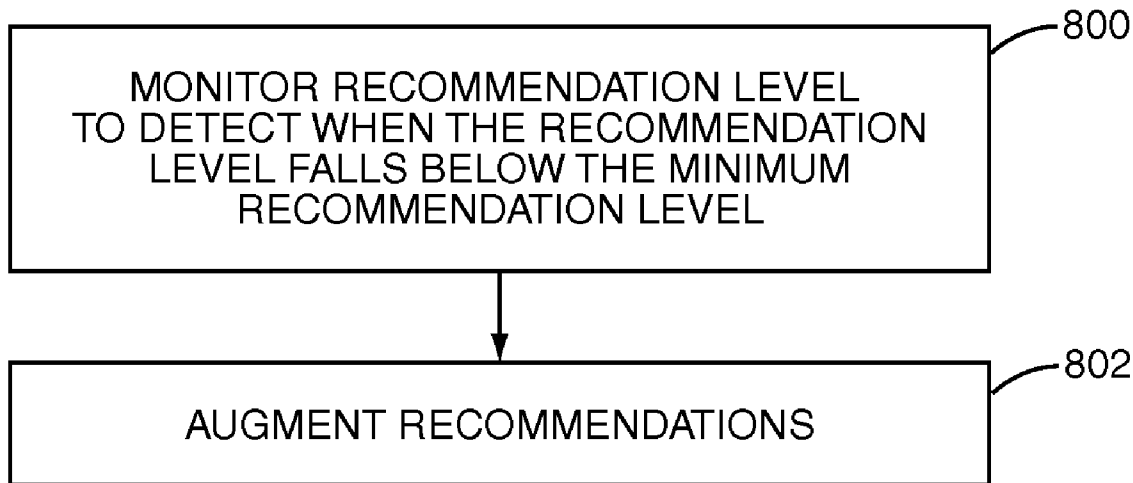 800
MONITOR RECOMMENDATION LEVEL
TO DETECT WHEN THE RECOMMENDATION
LEVEL FALLS BELOW THE MINIMUM
RECOMMENDATION LEVEL
802
AUGMENT RECOMMENDATIONS